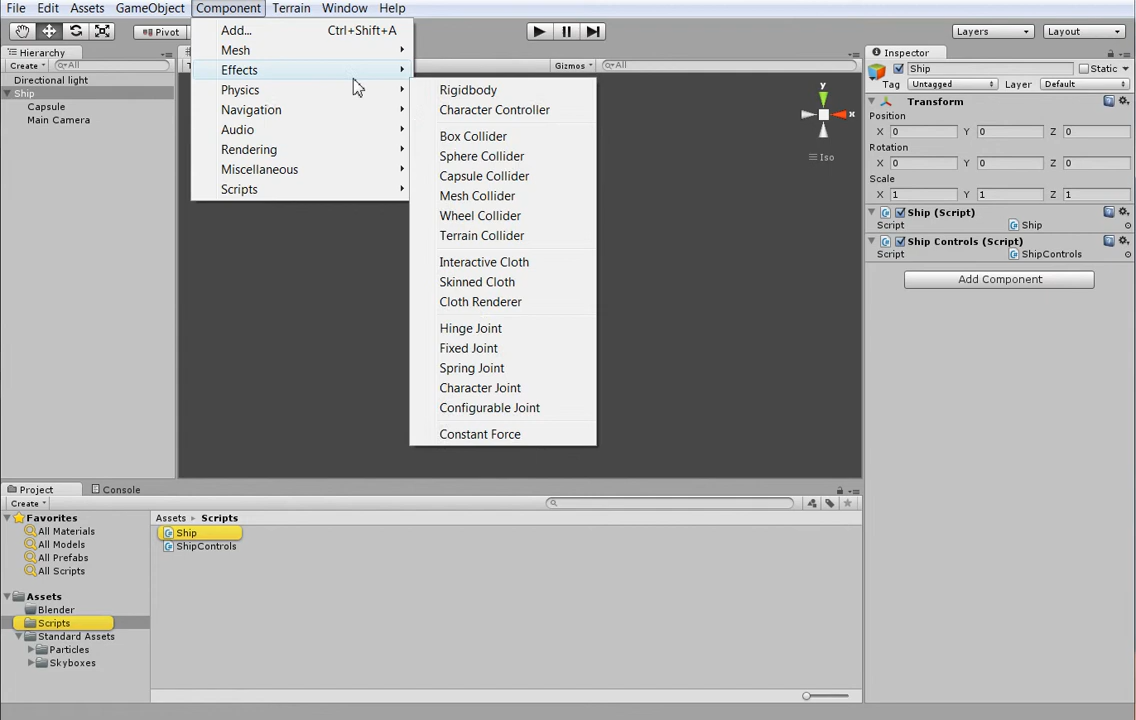 File Edit Assets GameObject Component Terrain Window Help
Pivot
Layers
Layout
Hierarchy
Create
All
Directional light
Ship
Capsule
Main Camera
Add... Ctrl+Shift+A
Mesh
Effects
Physics
Navigation
Audio
Rendering
Miscellaneous
Scripts
Rigidbody
Character Controller
Box Collider
Sphere Collider
Capsule Collider
Mesh Collider
Wheel Collider
Terrain Collider
Interactive Cloth
Skinned Cloth
Cloth Renderer
Hinge Joint
Fixed Joint
Spring Joint
Character Joint
Configurable Joint
Constant Force
Gizmos
All
y
x
Iso
Inspector
Ship
Static
Tag Untagged Layer Default
Transform
Position
X 0 Y 0 Z 0
Rotation
X 0 Y 0 Z 0
Scale
X 1 Y 1 Z 1
Ship (Script)
Script Ship
Ship Controls (Script)
Script ShipControls
Add Component
Project
Console
Create
Favorites
All Materials
All Models
All Prefabs
All Scripts
Assets
Blender
Scripts
Standard Assets
Particles
Skyboxes
Assets Scripts
Ship
ShipControls